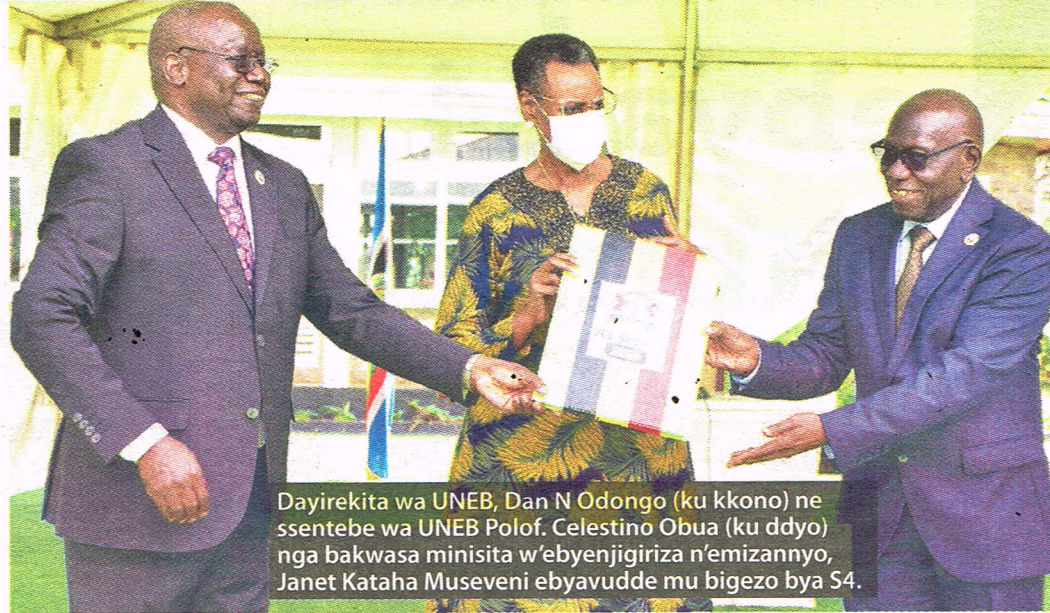 Dayirekita wa UNEB, Dan N Odongo (ku kkono) ne
ssentebe wa UNEB Polof. Celestino Obua (ku ddyo)
nga bakwasa minisita w'ebyenjigiriza n'emizannyo,
Janet Kataha Museveni ebyavudde mu bigezo bya S4.